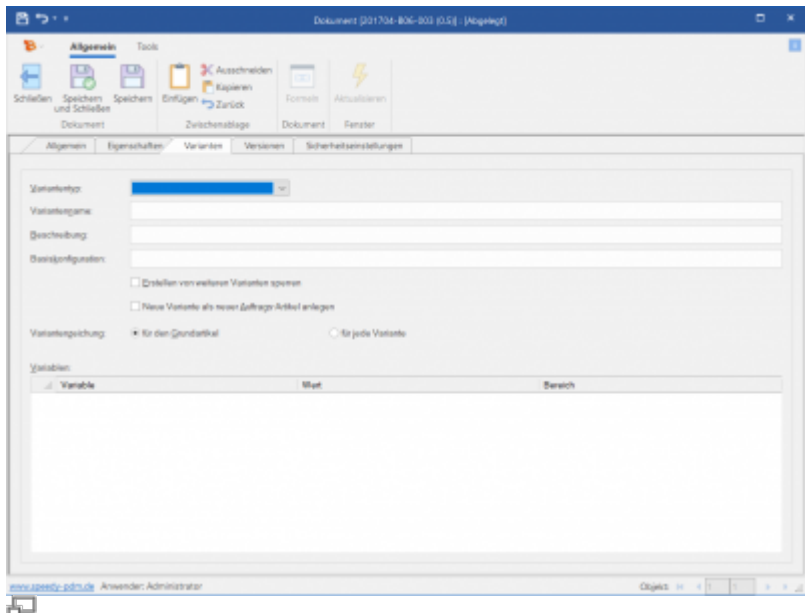 Dokument [201704-B06-003 (0.5)] : (Abgelegt)
Allgemein Tools
Schließen Speichern und Schließen Speichern Einfügen Ausschneiden Kopieren Zurück Formeln Aktualisieren
Dokument Zwischenablage Dokument Fenster
Allgemein Eigenschaften Varianten Versionen Sicherheitseinstellungen
Variantentyp:
Variantenname:
Beschreibung:
Basiskonfiguration:
Erstellen von weiteren Varianten sperren
Neue Variante als neuer Auftrags-Artikel anlegen
Variantenzeichung: für den Grundartikel für jede Variante
Variablen:
Variable Wert Bereich
www.speedy-pdm.de Anwender: Administrator Objekt: